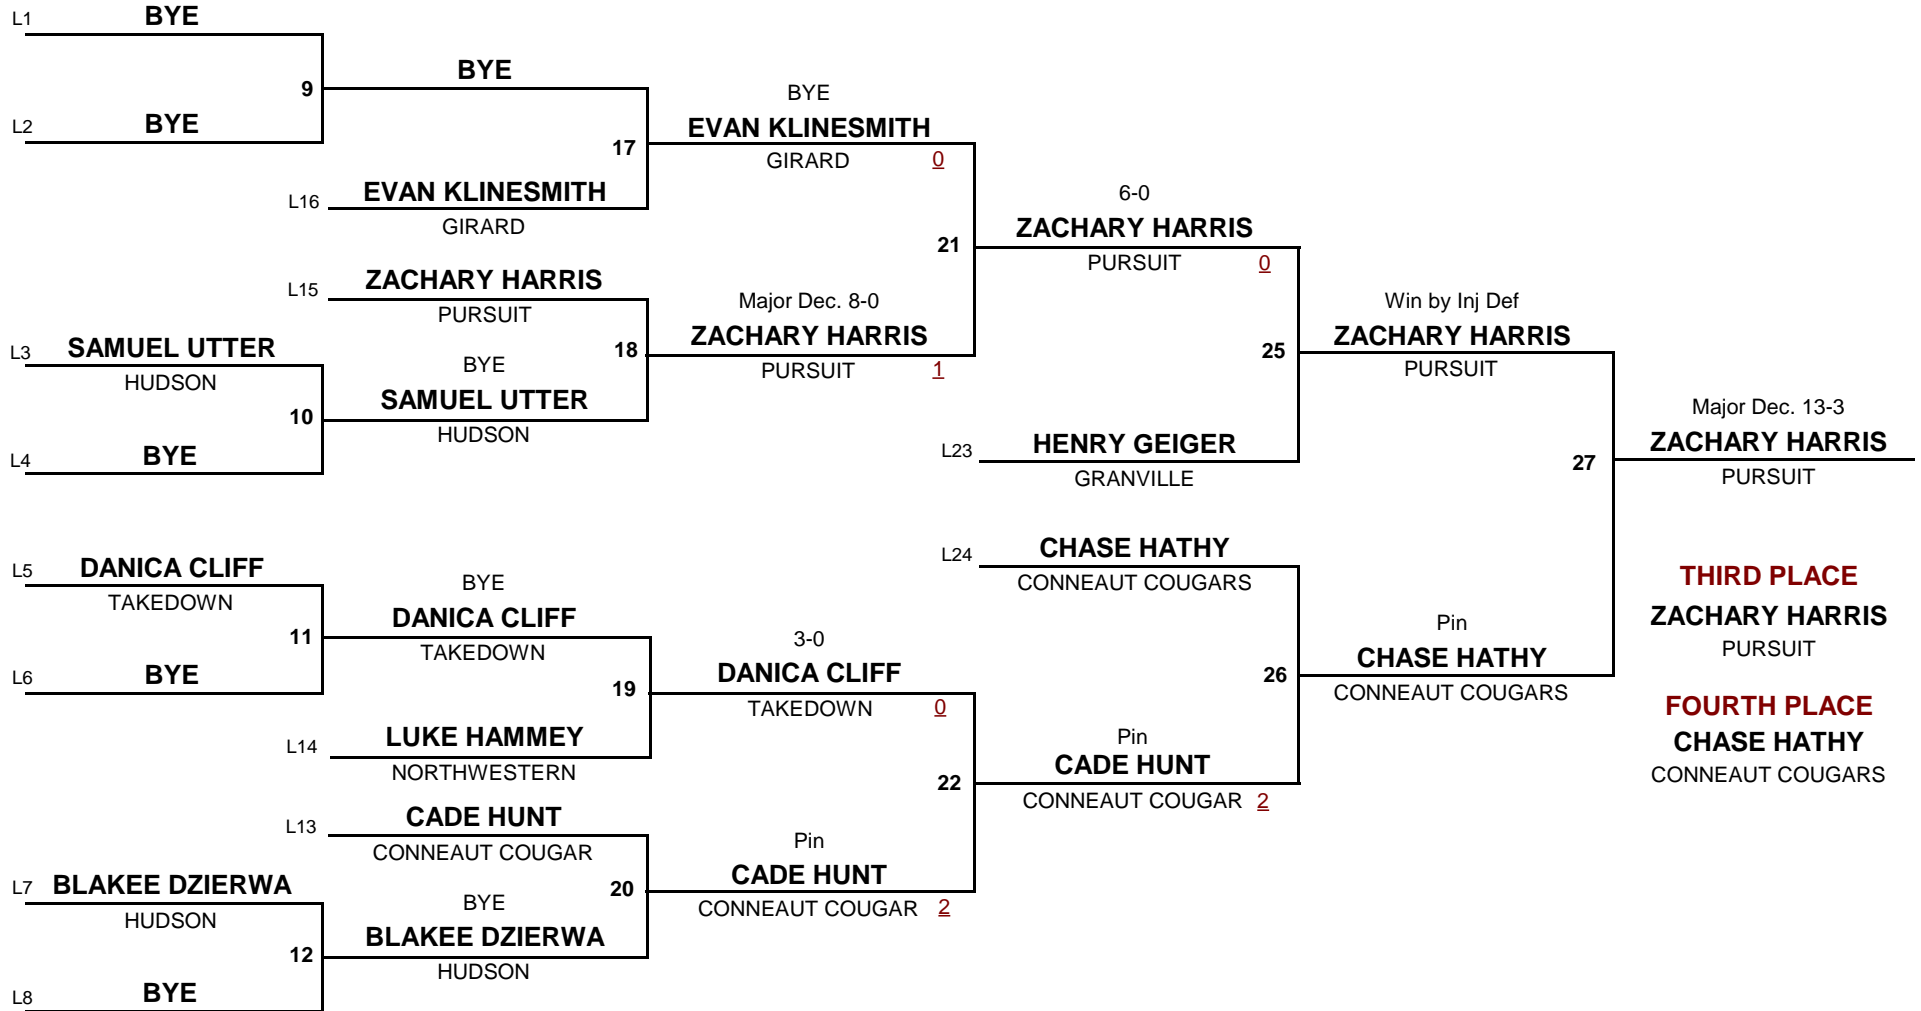 L1 BYE
9
L2 BYE
BYE
17
L16 EVAN KLINESMITH
GIRARD
BYE
EVAN KLINESMITH
GIRARD 0
L15 ZACHARY HARRIS
PURSUIT
L3 SAMUEL UTTER
HUDSON
10
L4 BYE
BYE
SAMUEL UTTER
HUDSON
18
Major Dec. 8-0
ZACHARY HARRIS
PURSUIT 1
21
6-0
ZACHARY HARRIS
PURSUIT 0
25
L23 HENRY GEIGER
GRANVILLE
Win by Inj Def
ZACHARY HARRIS
PURSUIT
27
Major Dec. 13-3
ZACHARY HARRIS
PURSUIT
L5 DANICA CLIFF
TAKEDOWN
11
L6 BYE
BYE
DANICA CLIFF
TAKEDOWN
19
L14 LUKE HAMMEY
NORTHWESTERN
3-0
DANICA CLIFF
TAKEDOWN 0
L13 CADE HUNT
CONNEAUT COUGAR
L7 BLAKEE DZIERWA
HUDSON
12
L8 BYE
BYE
BLAKEE DZIERWA
HUDSON
20
Pin
CADE HUNT
CONNEAUT COUGAR 2
22
L24 CHASE HATHY
CONNEAUT COUGARS
Pin
CADE HUNT
CONNEAUT COUGAR 2
26
Pin
CHASE HATHY
CONNEAUT COUGARS
THIRD PLACE
ZACHARY HARRIS
PURSUIT
FOURTH PLACE
CHASE HATHY
CONNEAUT COUGARS